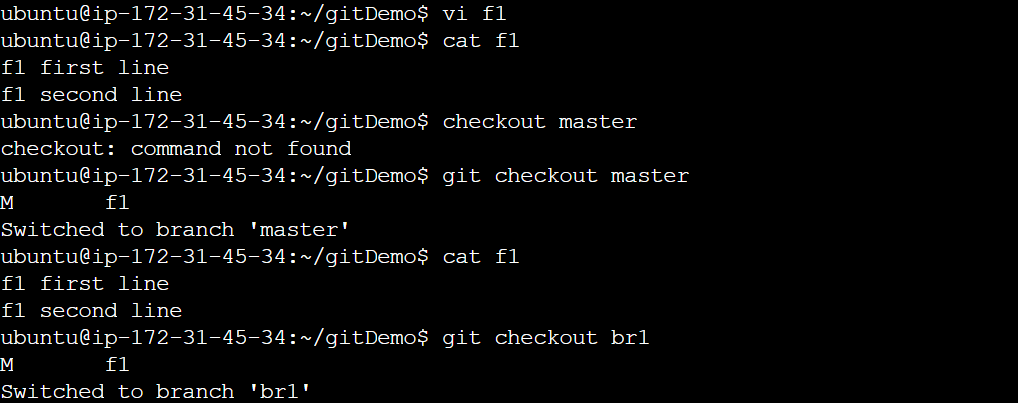 ubuntu@ip-172-31-45-34:~/gitDemo$ vi f1
ubuntu@ip-172-31-45-34:~/gitDemo$ cat f1
f1 first line
f1 second line
ubuntu@ip-172-31-45-34:~/gitDemo$ checkout master
checkout: command not found
ubuntu@ip-172-31-45-34:~/gitDemo$ git checkout master
M       f1
Switched to branch 'master'
ubuntu@ip-172-31-45-34:~/gitDemo$ cat f1
f1 first line
f1 second line
ubuntu@ip-172-31-45-34:~/gitDemo$ git checkout br1
M       f1
Switched to branch 'br1'